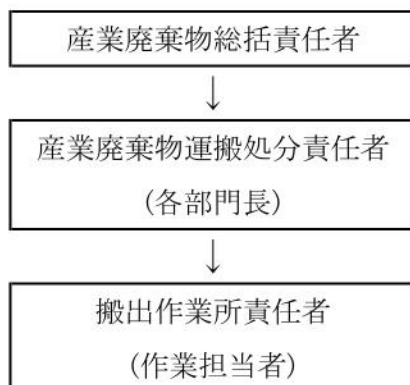 産業廃棄物総括責任者
↓
産業廃棄物運搬処分責任者
(各部門長)
↓
搬出作業所責任者
(作業担当者)